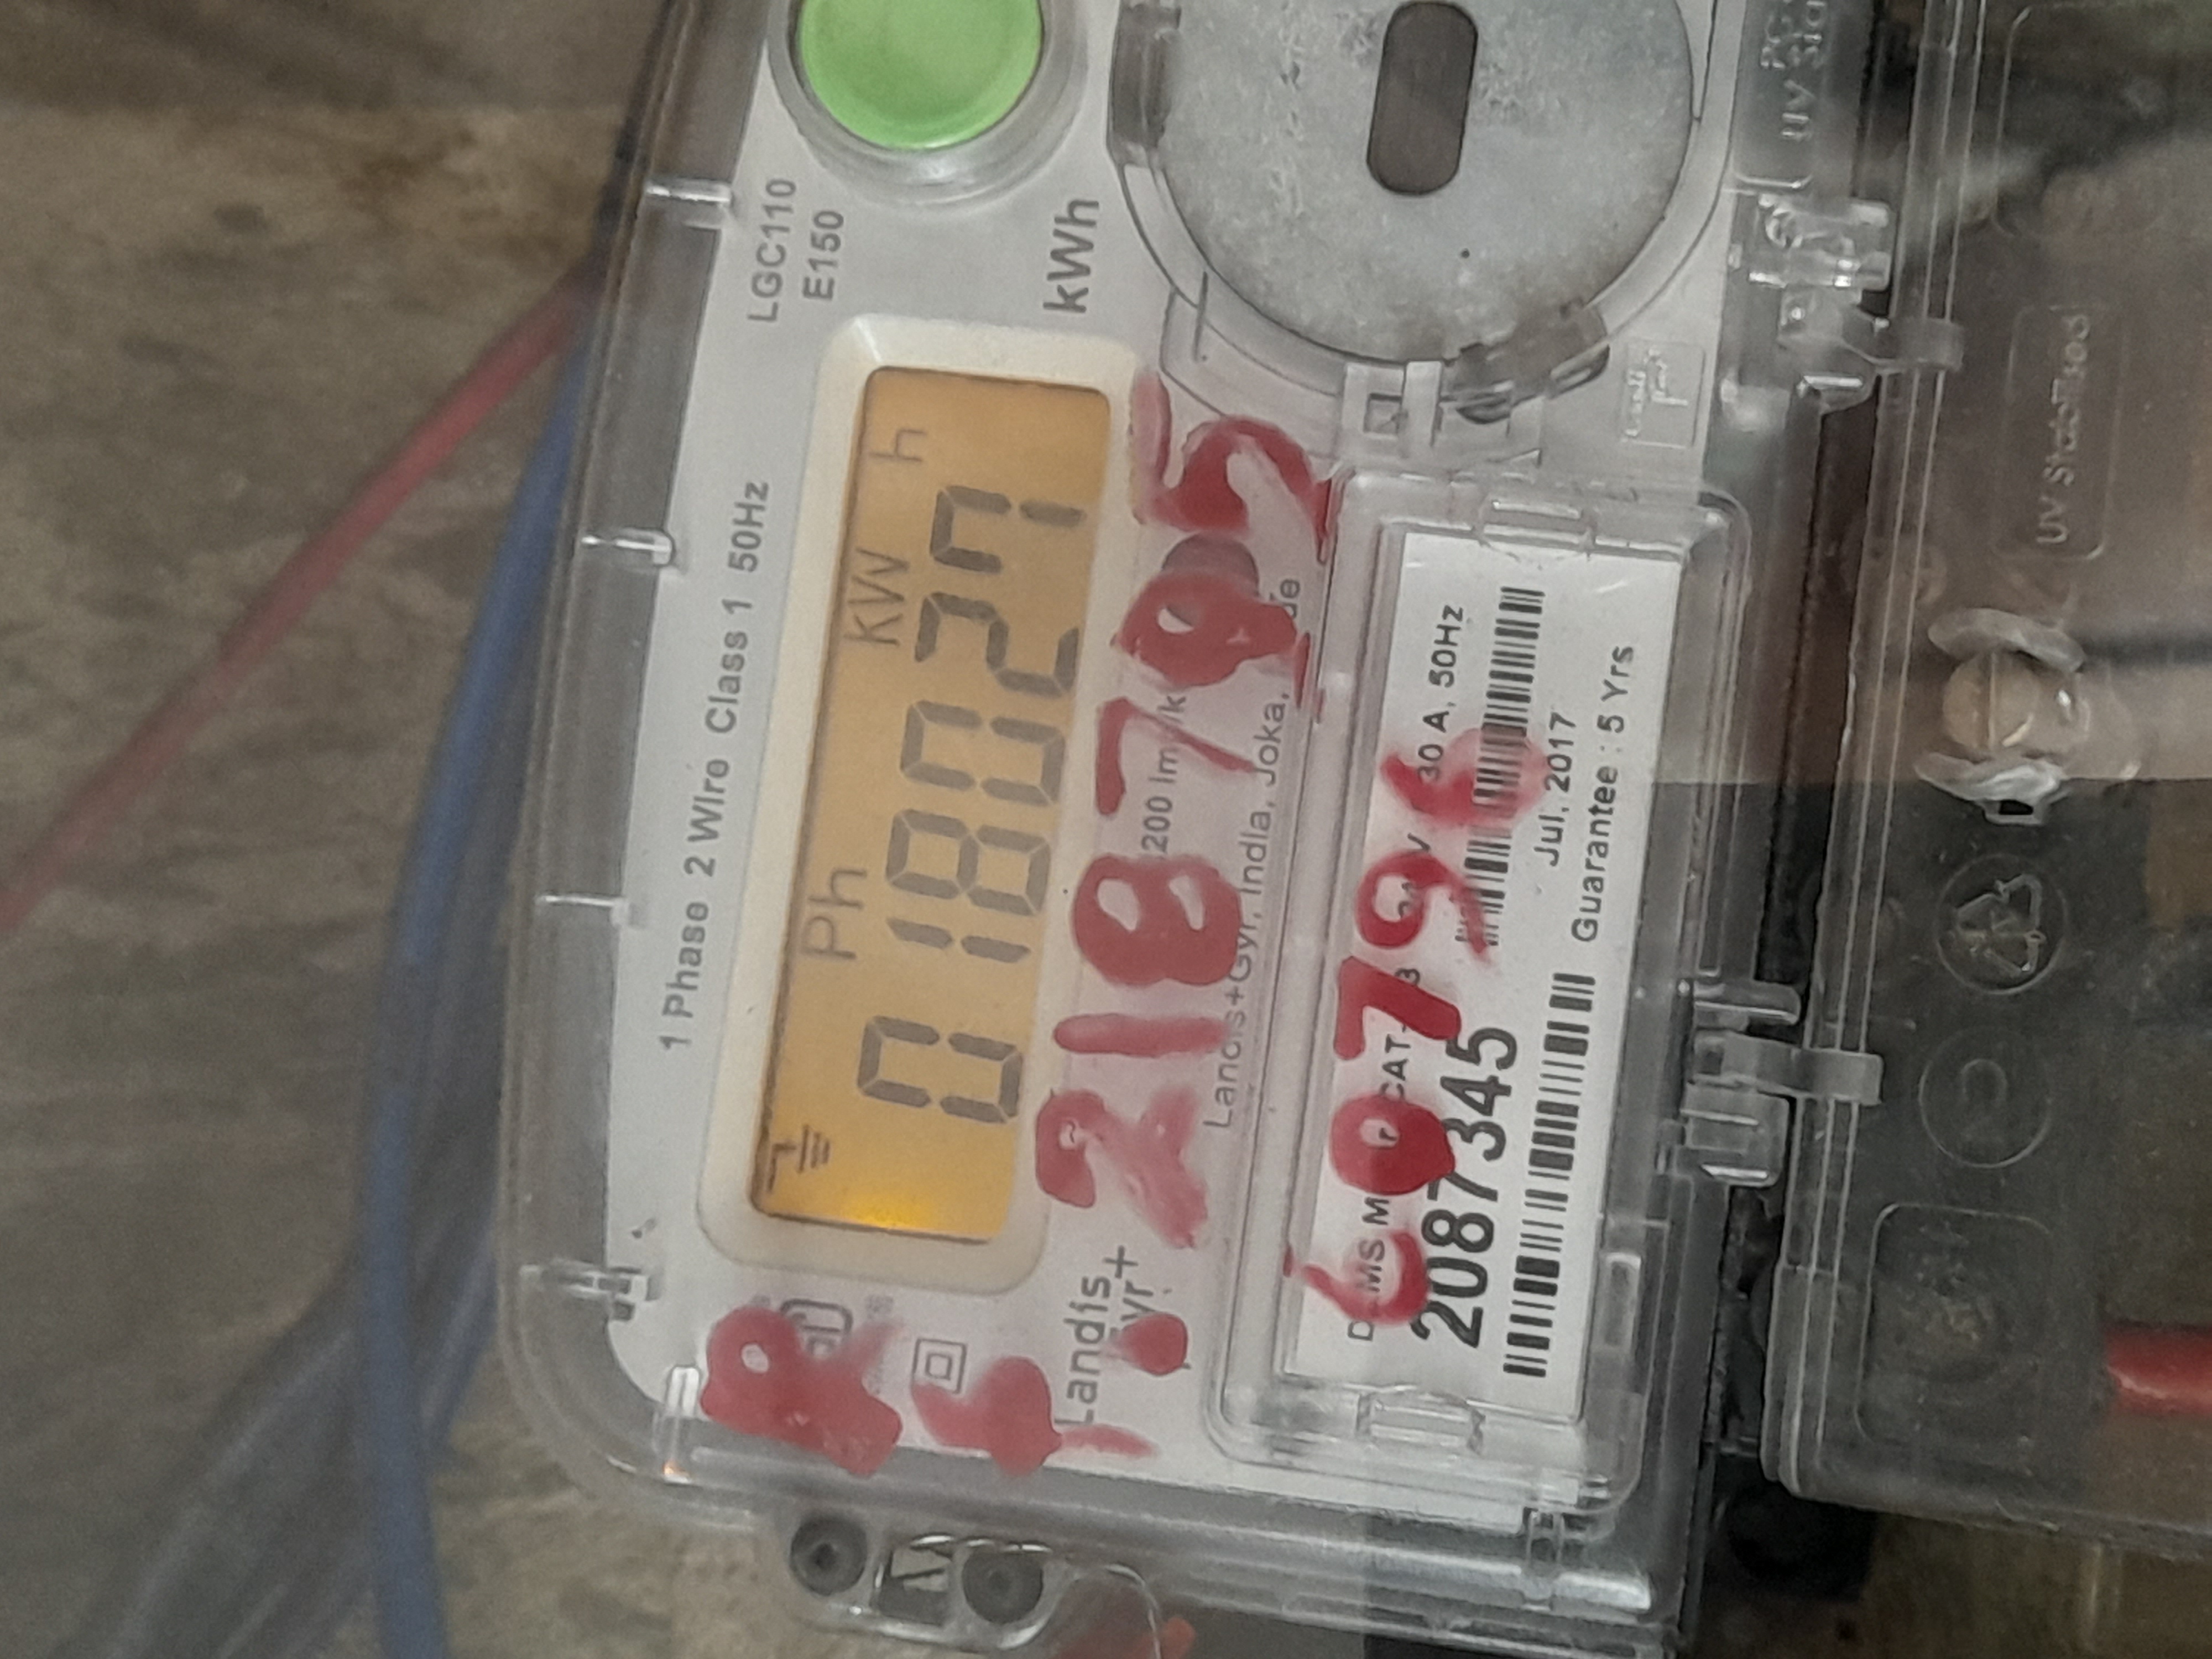 1 Phase 2 Wire Class 1 50Hz
LGC110
E150
Ph kW h
018027
kWh
Landis
218795
Landis+Gyr, India, Joka,
60796
30 A, 50Hz
2087345
Jul, 2017
Guarantee : 5 Yrs
UV Stabilised